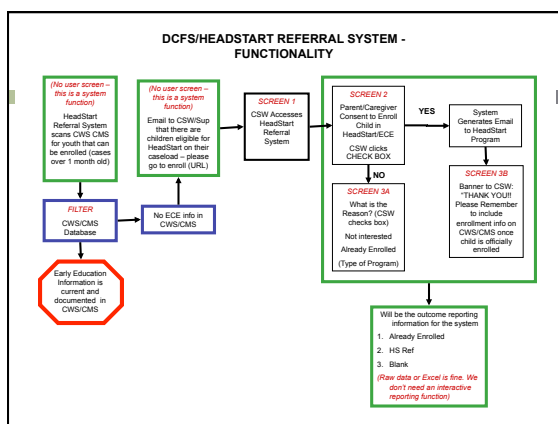 DCFS/HEADSTART REFERRAL SYSTEM -
FUNCTIONALITY
(No user screen –
this is a system
function)
HeadStart
Referral System
scans CWS CMS
for youth that can
be enrolled (cases
over 1 month old)
(No user screen –
this is a system
function)
Email to CSW/Sup
that there are
children eligible for
HeadStart on their
caseload – please
go to enroll (URL)
SCREEN 1
CSW Accesses
HeadStart
Referral
System
SCREEN 2
Parent/Caregiver
Consent to Enroll
Child in
HeadStart/ECE
CSW clicks
CHECK BOX
YES
System
Generates Email
to HeadStart
Program
NO
SCREEN 3A
What is the
Reason? (CSW
checks box)
Not interested
Already Enrolled
(Type of Program)
SCREEN 3B
Banner to CSW:
"THANK YOU!!
Please Remember
to include
enrollment info on
CWS/CMS once
child is officially
enrolled
FILTER
CWS/CMS
Database
No ECE info in
CWS/CMS
Early Education
Information is
current and
documented in
CWS/CMS
Will be the outcome reporting
information for the system
1. Already Enrolled
2. HS Ref
3. Blank
(Raw data or Excel is fine. We
don't need an interactive
reporting function)